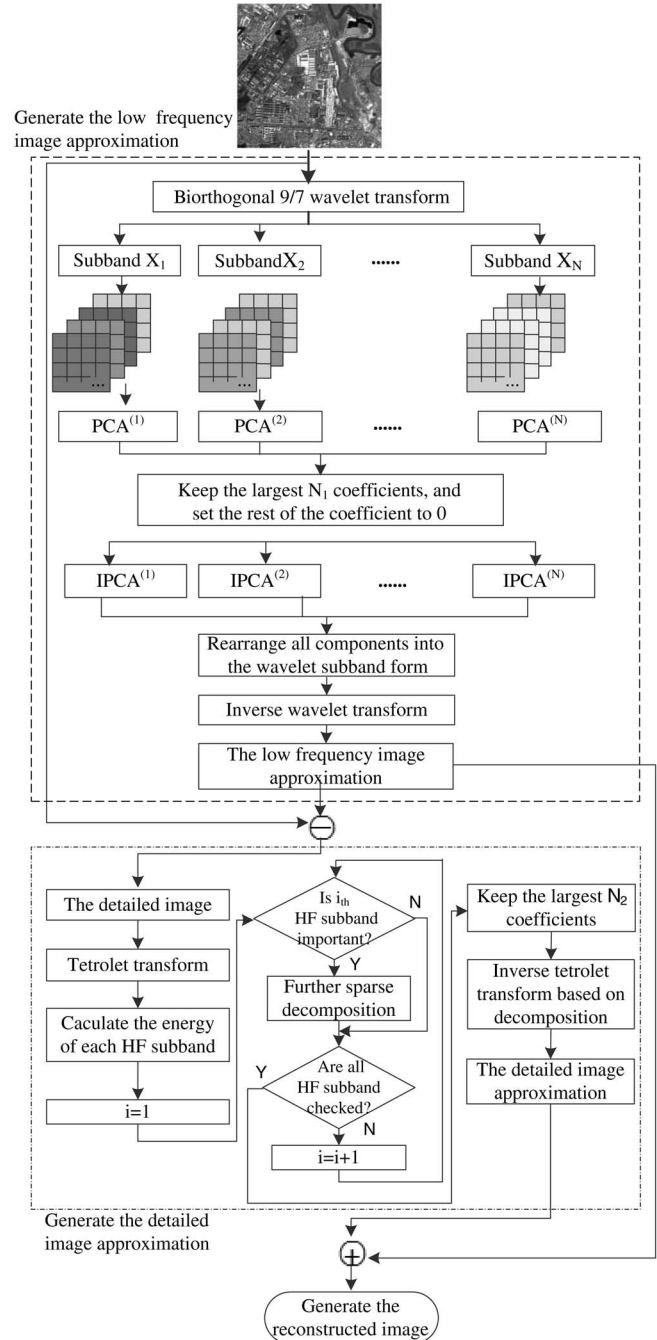 Generate the low frequency
image approximation
Biorthogonal 9/7 wavelet transform
Subband X₁
SubbandX₂
......
Subband X_N
...
...
...
PCA⁽¹⁾
PCA⁽²⁾
......
PCA⁽ᴺ⁾
Keep the largest N₁ coefficients, and
set the rest of the coefficient to 0
IPCA⁽¹⁾
IPCA⁽²⁾
......
IPCA⁽ᴺ⁾
Rearrange all components into
the wavelet subband form
Inverse wavelet transform
The low frequency image
approximation
−
The detailed image
Tetrolet transform
Caculate the energy
of each HF subband
i=1
Is i_th
HF subband
important?
N
Y
Further sparse
decomposition
Are all
HF subband
checked?
Y
N
i=i+1
Keep the largest N₂
coefficients
Inverse tetrolet
transform based on
decomposition
The detailed image
approximation
Generate the detailed
image approximation
+
Generate the
reconstructed image